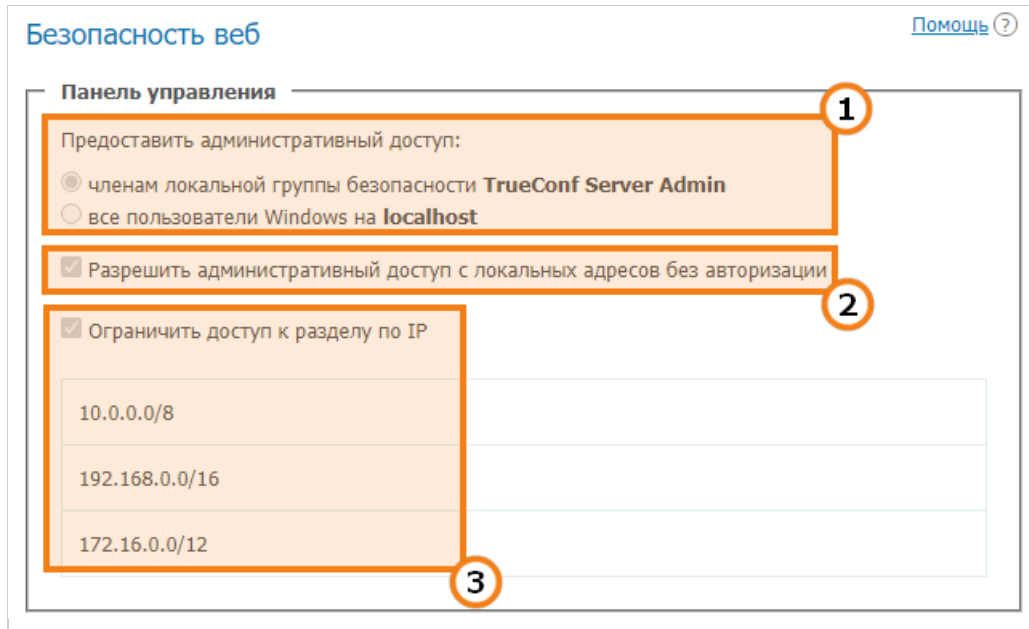 Безопасность веб
Помощь ?
Панель управления
1
Предоставить административный доступ:
членам локальной группы безопасности TrueConf Server Admin
все пользователи Windows на localhost
Разрешить административный доступ с локальных адресов без авторизации
2
Ограничить доступ к разделу по IP
10.0.0.0/8
192.168.0.0/16
172.16.0.0/12
3